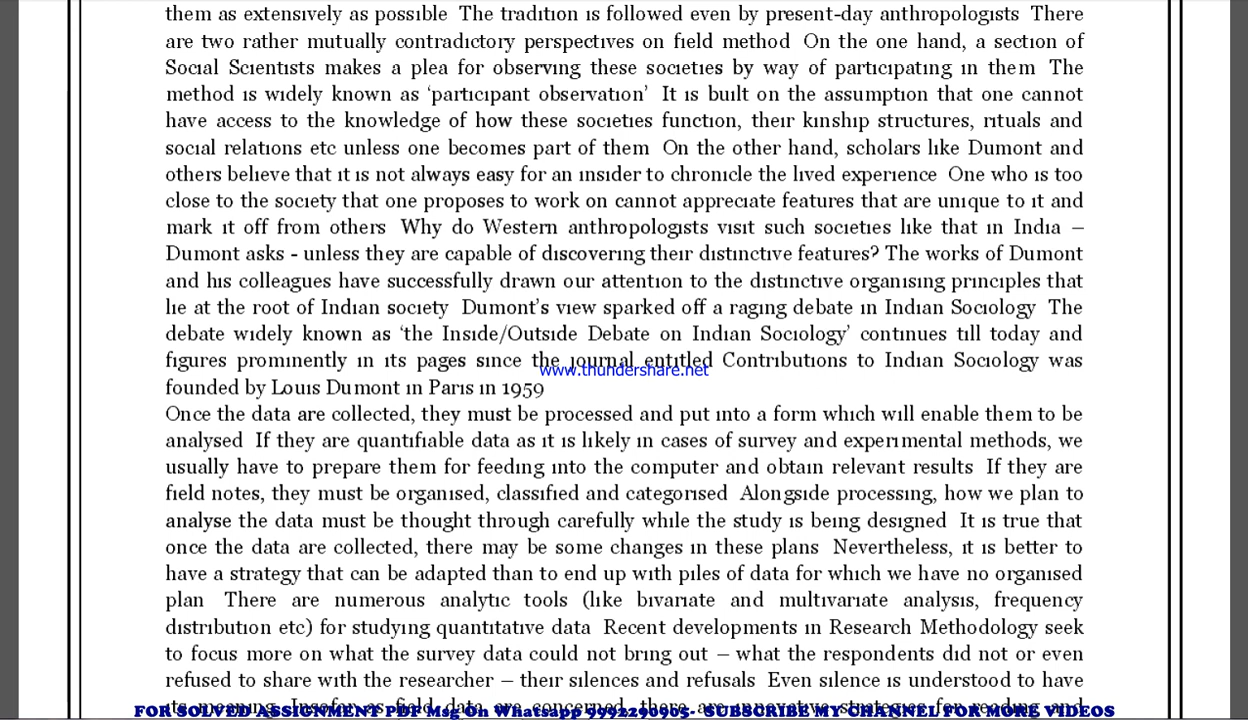 them as extensively as possible  The tradition is followed even by present-day anthropologists  There
are two rather mutually contradictory perspectives on field method  On the one hand, a section of
Social Scientists makes a plea for observing these societies by way of participating in them  The
method is widely known as ‘participant observation’  It is built on the assumption that one cannot
have access to the knowledge of how these societies function, their kinship structures, rituals and
social relations etc unless one becomes part of them  On the other hand, scholars like Dumont and
others believe that it is not always easy for an insider to chronicle the lived experience  One who is too
close to the society that one proposes to work on cannot appreciate features that are unique to it and
mark it off from others  Why do Western anthropologists visit such societies like that in India –
Dumont asks - unless they are capable of discovering their distinctive features? The works of Dumont
and his colleagues have successfully drawn our attention to the distinctive organising principles that
lie at the root of Indian society  Dumont’s view sparked off a raging debate in Indian Sociology  The
debate widely known as ‘the Inside/Outside Debate on Indian Sociology’ continues till today and
figures prominently in its pages since the journal entitled Contributions to Indian Sociology was
www.thundershare.net
founded by Louis Dumont in Paris in 1959
Once the data are collected, they must be processed and put into a form which will enable them to be
analysed  If they are quantifiable data as it is likely in cases of survey and experimental methods, we
usually have to prepare them for feeding into the computer and obtain relevant results  If they are
field notes, they must be organised, classified and categorised  Alongside processing, how we plan to
analyse the data must be thought through carefully while the study is being designed  It is true that
once the data are collected, there may be some changes in these plans  Nevertheless, it is better to
have a strategy that can be adapted than to end up with piles of data for which we have no organised
plan  There are numerous analytic tools (like bivariate and multivariate analysis, frequency
distribution etc) for studying quantitative data  Recent developments in Research Methodology seek
to focus more on what the survey data could not bring out – what the respondents did not or even
refused to share with the researcher – their silences and refusals  Even silence is understood to have
FOR SOLVED ASSIGNMENT PDF Msg On Whatsapp 9992290905- SUBSCRIBE MY CHANNEL FOR MORE VIDEOS